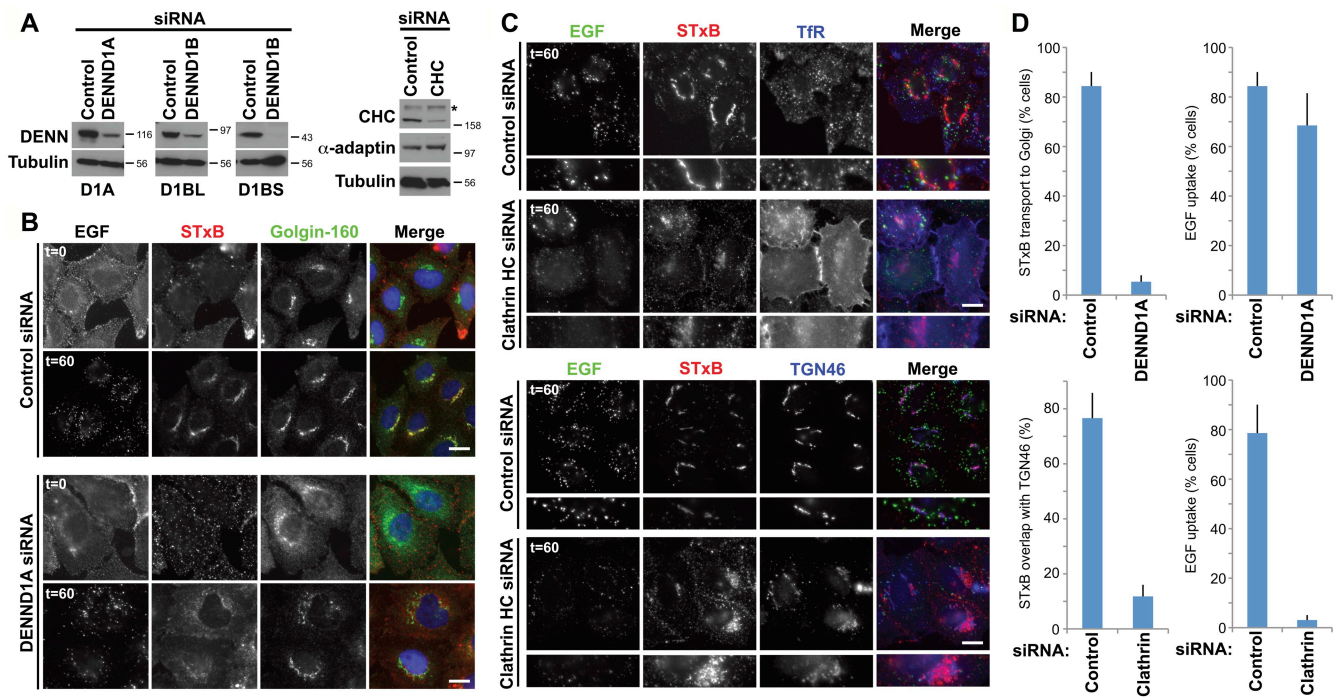 A
siRNA
Control
DENND1A
Control
DENND1B
Control
DENND1B
DENN
116
97
43
Tubulin
56
56
56
D1A
D1BL
D1BS
siRNA
Control
CHC
CHC
*
158
α-adaptin
97
Tubulin
56
B
EGF
STxB
Golgin-160
Merge
Control siRNA
t=0
t=60
DENND1A siRNA
t=0
t=60
C
EGF
STxB
TfR
Merge
Control siRNA
t=60
Clathrin HC siRNA
t=60
EGF
STxB
TGN46
Merge
Control siRNA
t=60
Clathrin HC siRNA
t=60
D
STxB transport to Golgi (% cells)
100
80
60
40
20
0
siRNA:
Control
DENND1A
EGF uptake (% cells)
100
80
60
80
20
0
siRNA:
Control
DENND1A
STxB overlap with TGN46 (%)
80
60
40
20
0
siRNA:
Control
Clathrin
EGF uptake (% cells)
100
80
60
40
20
0
siRNA:
Control
Clathrin